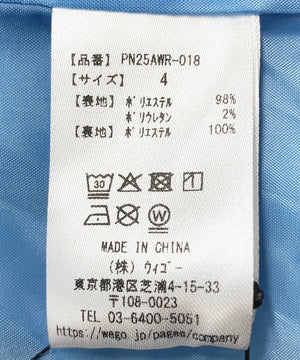 【品番】 PN25AWR-018
【サイズ】 4
【表地】 ポリエステル 98%
ポリウレタン 2%
【裏地】 ポリエステル 100%
30
W
MADE IN CHINA
(株) ウィゴー
東京都港区芝浦4-15-33
〒108-0023
TEL 03-6400-5051
https://wego.jp/pages/company